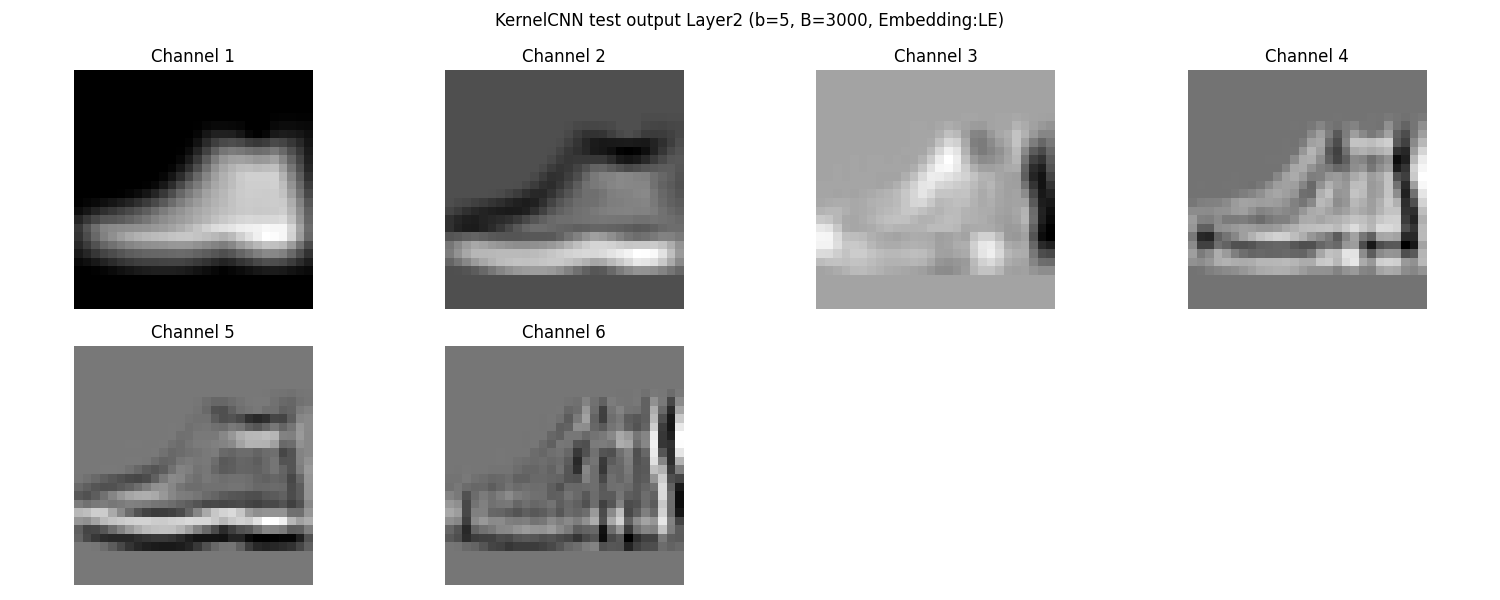 KernelCNN test output Layer2 (b=5, B=3000, Embedding:LE)
Channel 1
Channel 2
Channel 3
Channel 4
Channel 5
Channel 6